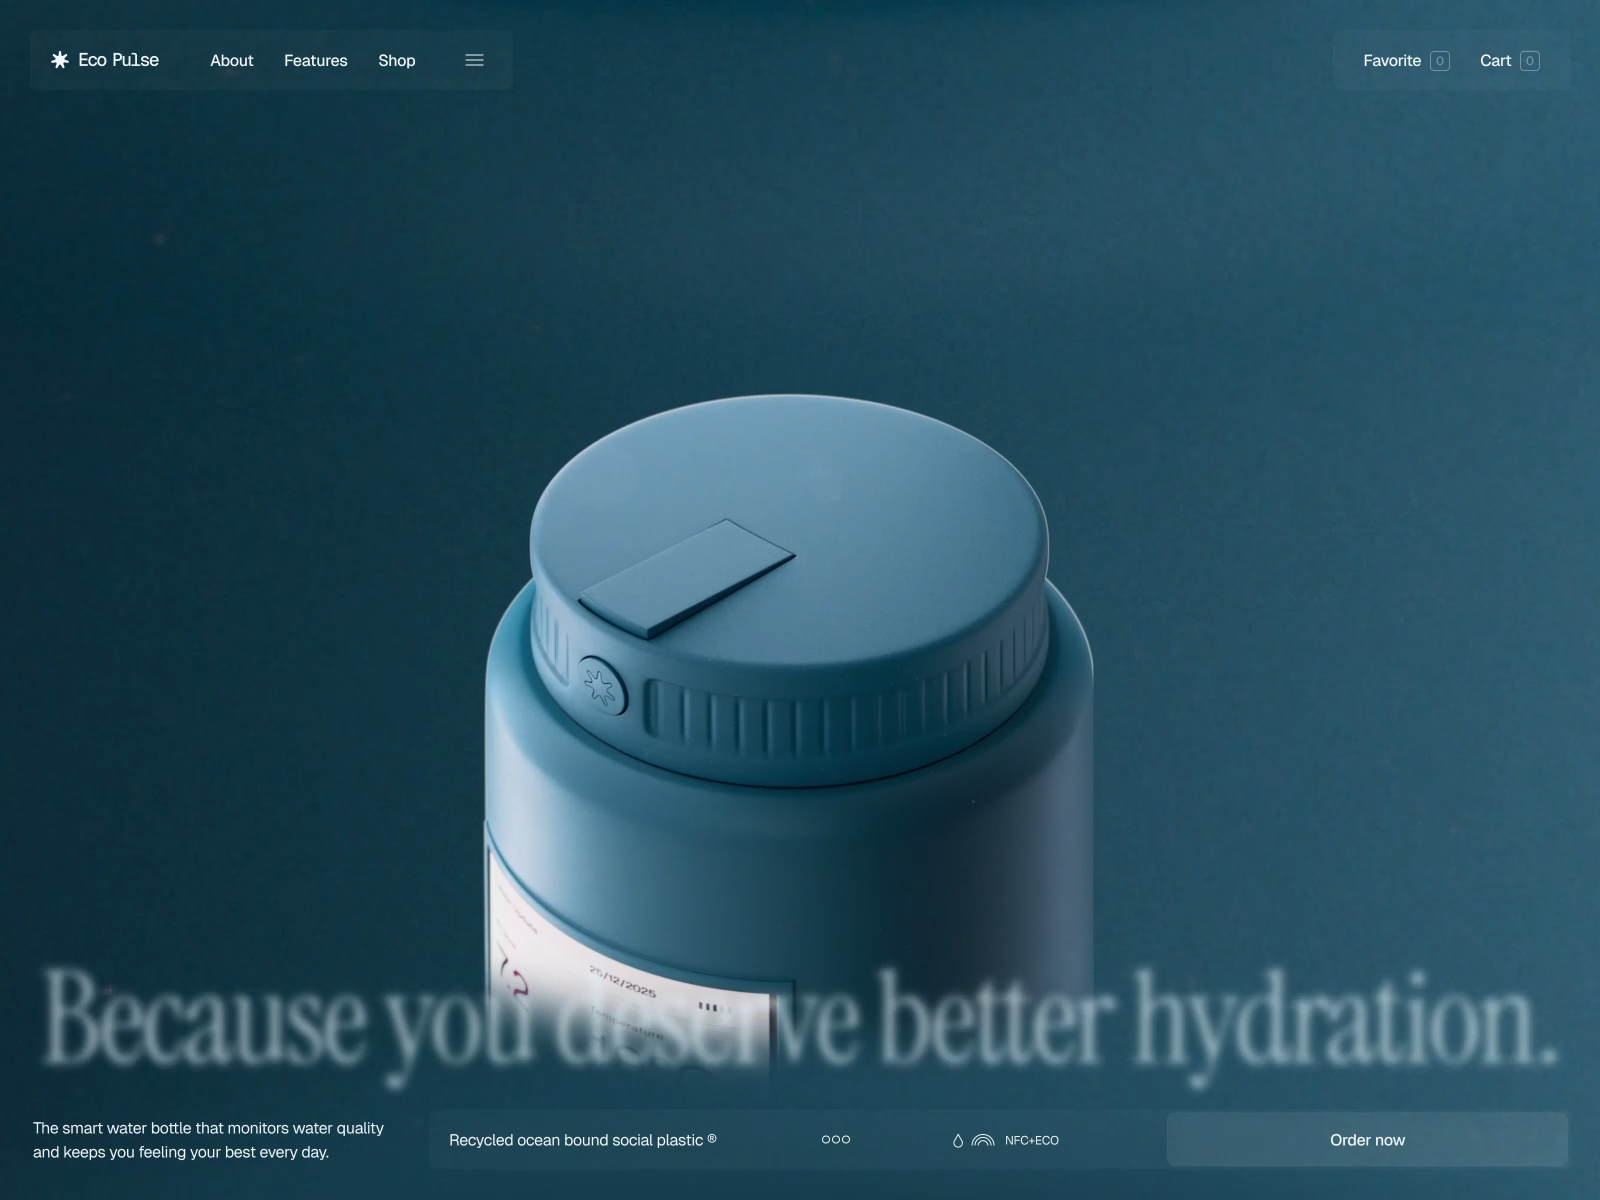 Eco Pulse
About
Features
Shop
Favorite 0
Cart 0
25/12/2025
Temperature
Because you deserve better hydration.
The smart water bottle that monitors water quality
and keeps you feeling your best every day.
Recycled ocean bound social plastic ®
NFC+ECO
Order now